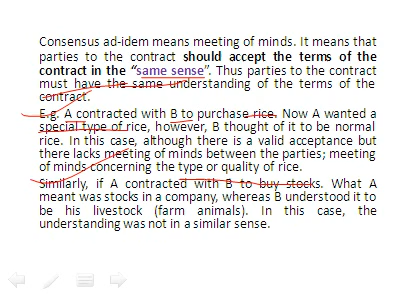 Consensus ad-idem means meeting of minds. It means that
parties to the contract should accept the terms of the
contract in the "same sense". Thus parties to the contract
must have the same understanding of the terms of the
contract.
E.g. A contracted with B to purchase rice. Now A wanted a
special type of rice, however, B thought of it to be normal
rice. In this case, although there is a valid acceptance but
there lacks meeting of minds between the parties; meeting
of minds concerning the type or quality of rice.
Similarly, if A contracted with B to buy stocks. What A
meant was stocks in a company, whereas B understood it to
be his livestock (farm animals). In this case, the
understanding was not in a similar sense.